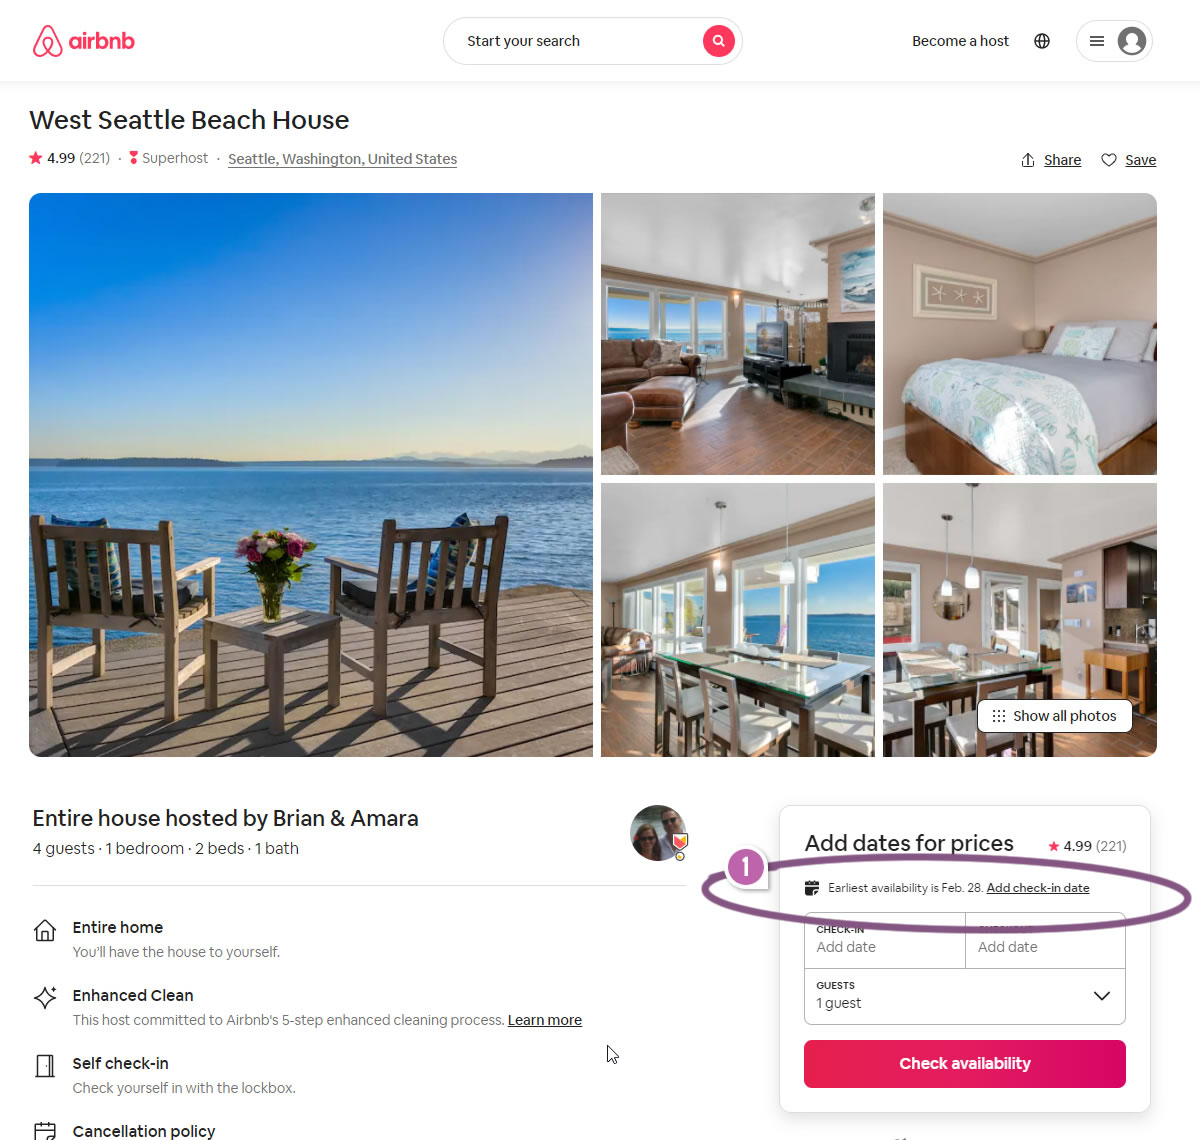 airbnb
Start your search
Become a host
West Seattle Beach House
4.99 (221) · Superhost · Seattle, Washington, United States
Share
Save
Show all photos
Entire house hosted by Brian & Amara
4 guests · 1 bedroom · 2 beds · 1 bath
Entire home
You'll have the house to yourself.
Enhanced Clean
This host committed to Airbnb's 5-step enhanced cleaning process. Learn more
Self check-in
Check yourself in with the lockbox.
Cancellation policy
Add dates for prices
4.99 (221)
1
Earliest availability is Feb. 28. Add check-in date
CHECK-IN
Add date
Add date
GUESTS
1 guest
Check availability